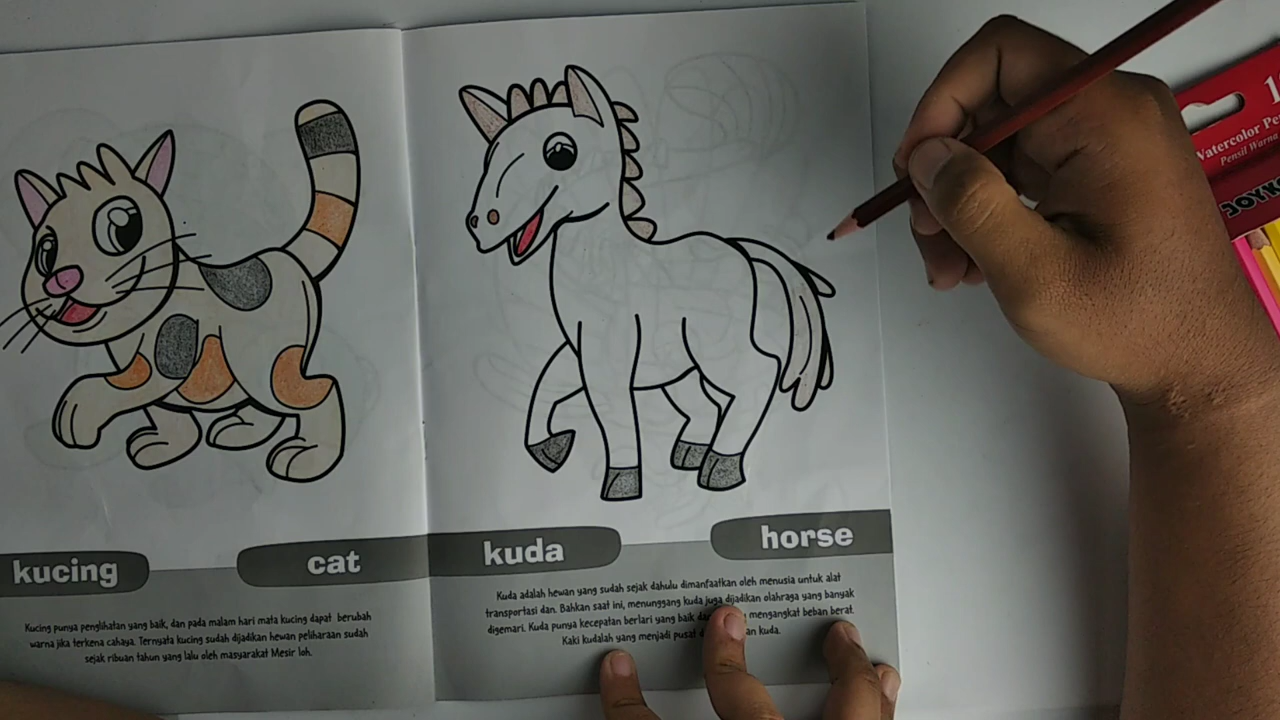 kucing
cat
Kucing punya penglihatan yang baik, dan pada malam hari mata kucing dapat berubah
warna jika terkena cahaya. Ternyata kucing sudah dijadikan hewan peliharaan sudah
sejak ribuan tahun yang lalu oleh masyarakat Mesir loh.
kuda
horse
Kuda adalah hewan yang sudah sejak dahulu dimanfaatkan oleh menusia untuk alat
transportasi dan. Bahkan saat ini, menunggang kuda juga dijadikan olahraga yang banyak
digemari. Kuda punya kecepatan berlari yang baik mengangkat beban berat.
Kaki kudalah yang menjadi pusat kuda.
Watercolor
Pensil Warna